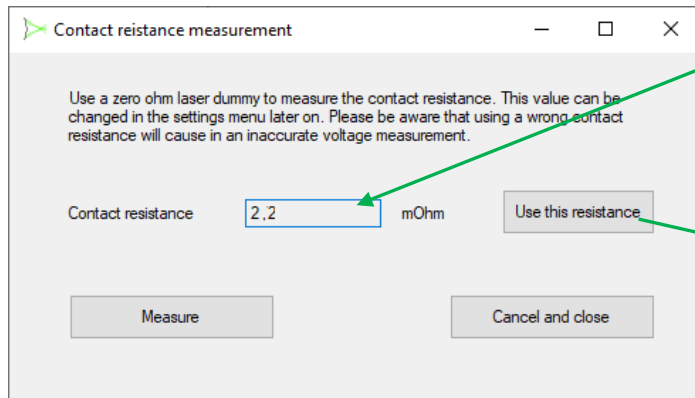 Contact reistance measurement
Use a zero ohm laser dummy to measure the contact resistance. This value can be
changed in the settings menu later on. Please be aware that using a wrong contact
resistance will cause in an inaccurate voltage measurement.
Contact resistance 2,2 mOhm Use this resistance
Measure Cancel and close